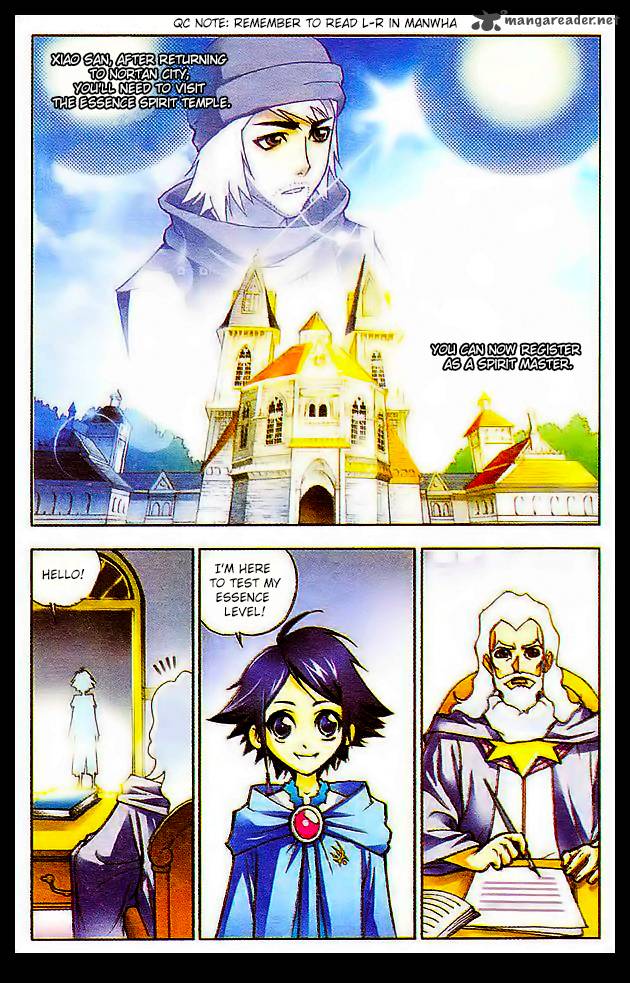 QC NOTE: REMEMBER TO READ L-R IN MANWHA
mangareader.net
XIAO SAN, AFTER RETURNING
TO NORTAN CITY,
YOU'LL NEED TO VISIT
THE ESSENCE SPIRIT TEMPLE.
YOU CAN NOW REGISTER
AS A SPIRIT MASTER.
HELLO!
I'M HERE
TO TEST MY
ESSENCE
LEVEL!